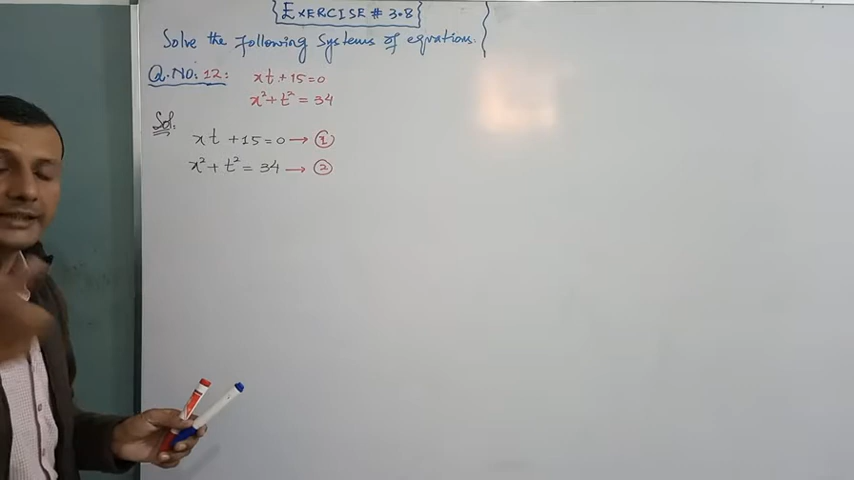 EXERCISE # 3.8
Solve the following systems of equations.
Q.NO: 12: xt + 15 = 0
x² + t² = 34
Sol:
xt + 15 = 0 → ①
x² + t² = 34 → ②